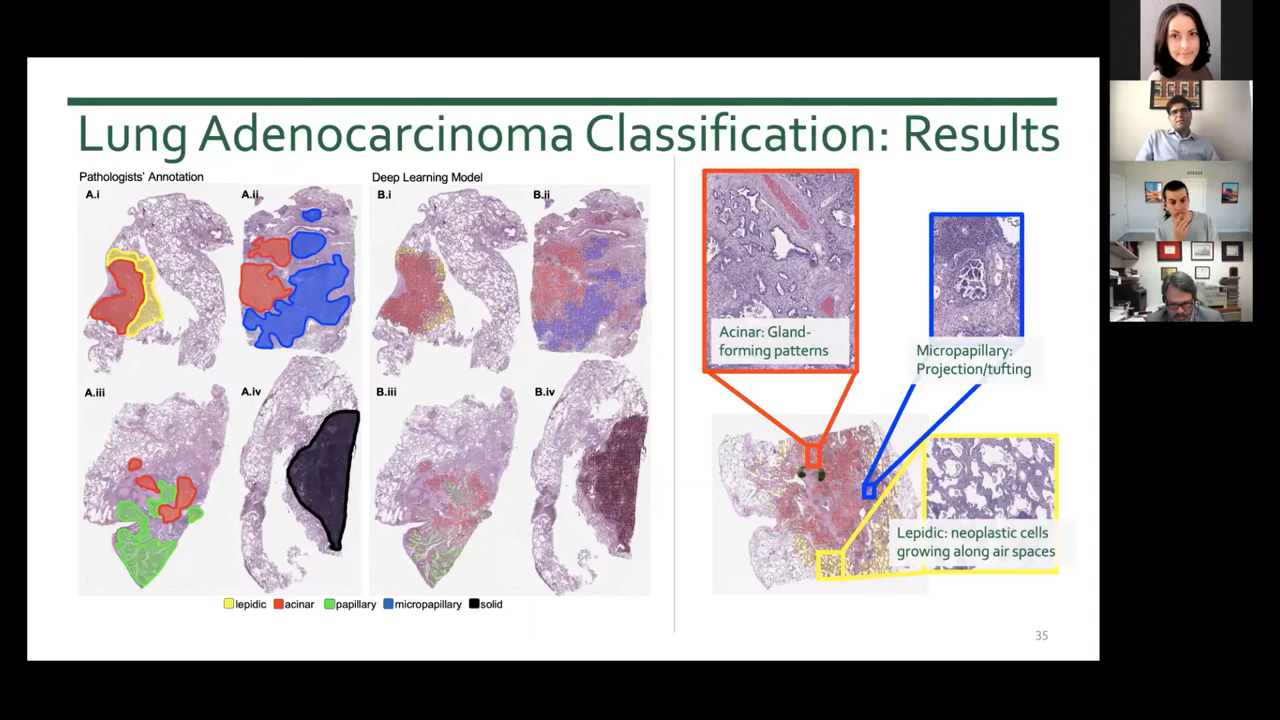 Lung Adenocarcinoma Classification: Results
Pathologists' Annotation
Deep Learning Model
A.i
A.ii
B.i
B.ii
A.iii
A.iv
B.iii
B.iv
lepidic
acinar
papillary
micropapillary
solid
Acinar: Gland-
forming patterns
Micropapillary:
Projection/tufting
Lepidic: neoplastic cells
growing along air spaces
35